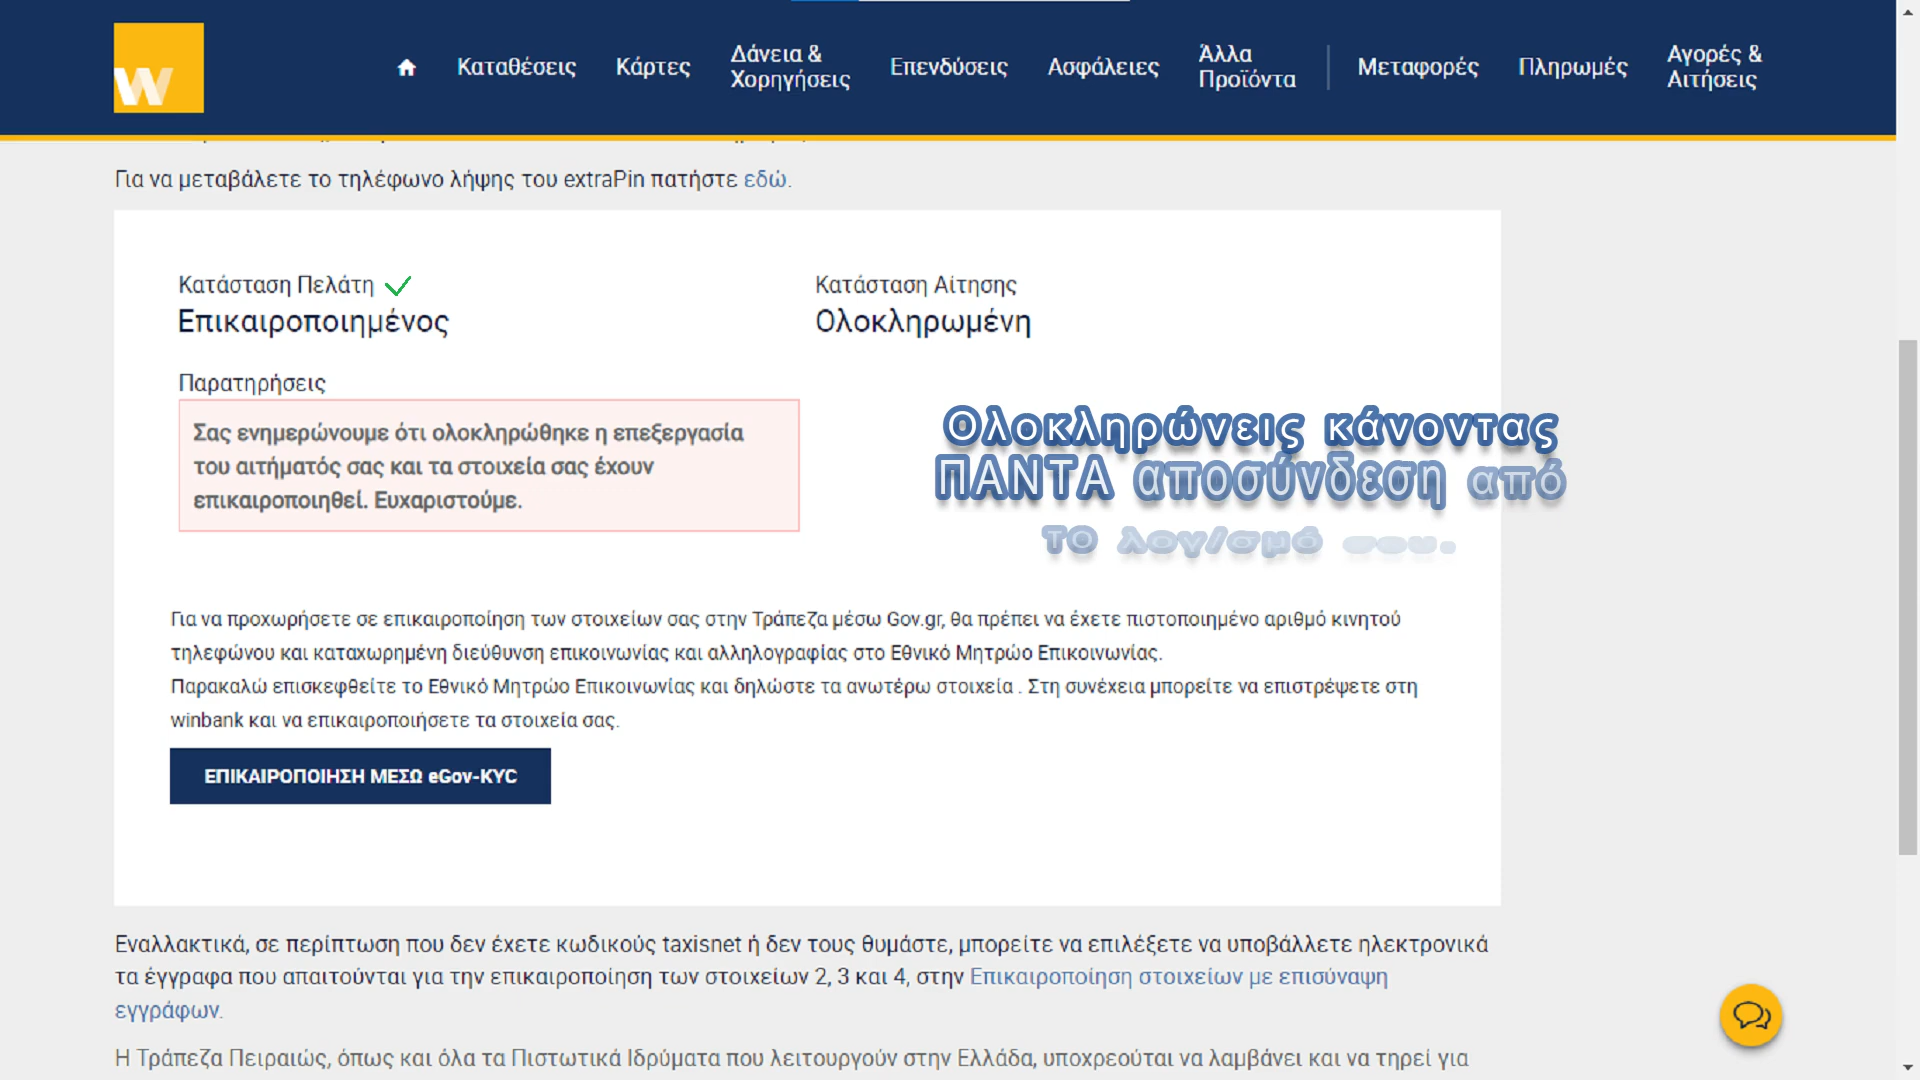 W
Καταθέσεις
Κάρτες
Δάνεια &
Χορηγήσεις
Επενδύσεις
Ασφάλειες
Άλλα
Προϊόντα
Μεταφορές
Πληρωμές
Αγορές &
Αιτήσεις
Για να μεταβάλετε το τηλέφωνο λήψης του extraPin πατήστε εδώ.
Κατάσταση Πελάτη
Επικαιροποιημένος
Κατάσταση Αίτησης
Ολοκληρωμένη
Παρατηρήσεις
Σας ενημερώνουμε ότι ολοκληρώθηκε η επεξεργασία
του αιτήματός σας και τα στοιχεία σας έχουν
επικαιροποιηθεί. Ευχαριστούμε.
Ολοκληρώνεις κάνοντας
ΠΑΝΤΑ αποσύνδεση από
το λογ/σμό σου.
Για να προχωρήσετε σε επικαιροποίηση των στοιχείων σας στην Τράπεζα μέσω Gov.gr, θα πρέπει να έχετε πιστοποιημένο αριθμό κινητού
τηλεφώνου και καταχωρημένη διεύθυνση επικοινωνίας και αλληλογραφίας στο Εθνικό Μητρώο Επικοινωνίας.
Παρακαλώ επισκεφθείτε το Εθνικό Μητρώο Επικοινωνίας και δηλώστε τα ανωτέρω στοιχεία . Στη συνέχεια μπορείτε να επιστρέψετε στη
winbank και να επικαιροποιήσετε τα στοιχεία σας.
ΕΠΙΚΑΙΡΟΠΟΙΗΣΗ ΜΕΣΩ eGov-KYC
Εναλλακτικά, σε περίπτωση που δεν έχετε κωδικούς taxisnet ή δεν τους θυμάστε, μπορείτε να επιλέξετε να υποβάλλετε ηλεκτρονικά
τα έγγραφα που απαιτούνται για την επικαιροποίηση των στοιχείων 2, 3 και 4, στην Επικαιροποίηση στοιχείων με επισύναψη
εγγράφων.
Η Τράπεζα Πειραιώς, όπως και όλα τα Πιστωτικά Ιδρύματα που λειτουργούν στην Ελλάδα, υποχρεούται να λαμβάνει και να τηρεί για